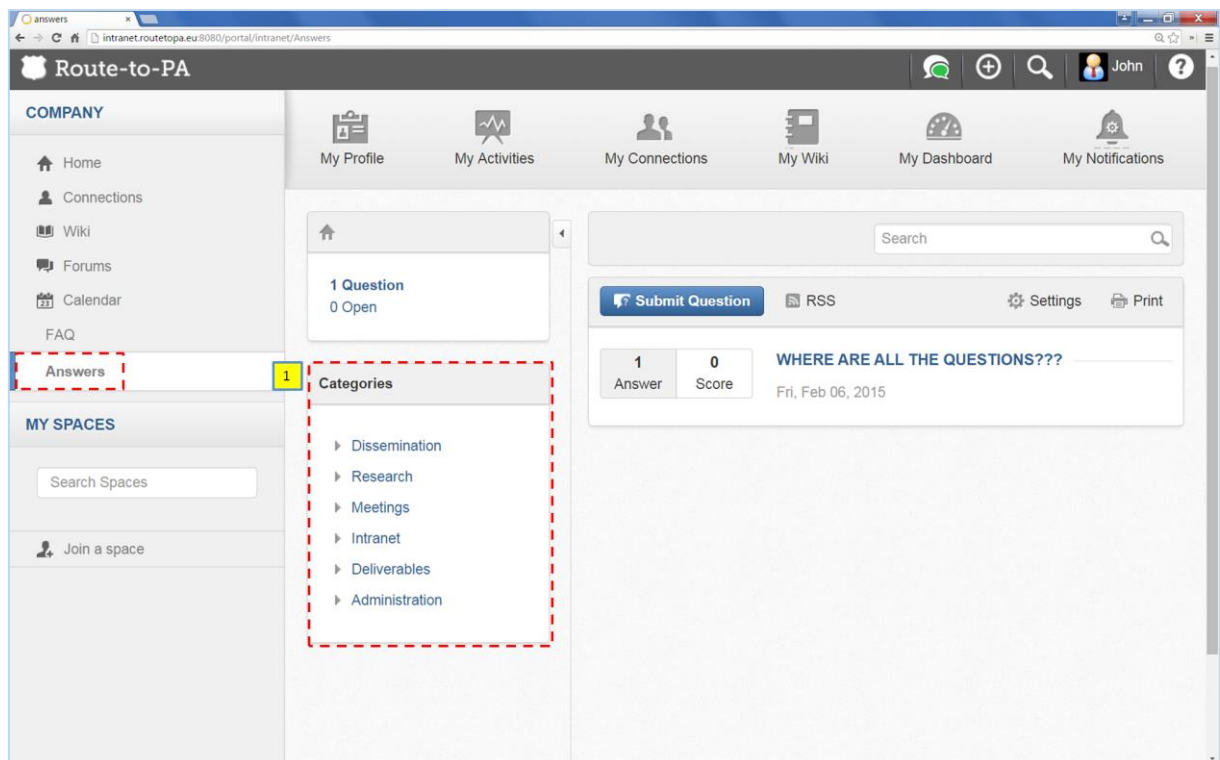 answers
intranet.routetopa.eu:8080/portal/intranet/Answers
Route-to-PA
John
?
COMPANY
Home
Connections
Wiki
Forums
23 Calendar
FAQ
Answers
MY SPACES
Search Spaces
Join a space
My Profile
My Activities
My Connections
My Wiki
My Dashboard
My Notifications
1 Question
0 Open
1
Categories
Dissemination
Research
Meetings
Intranet
Deliverables
Administration
Search
Submit Question
RSS
Settings
Print
1 0
Answer Score
WHERE ARE ALL THE QUESTIONS???
Fri, Feb 06, 2015